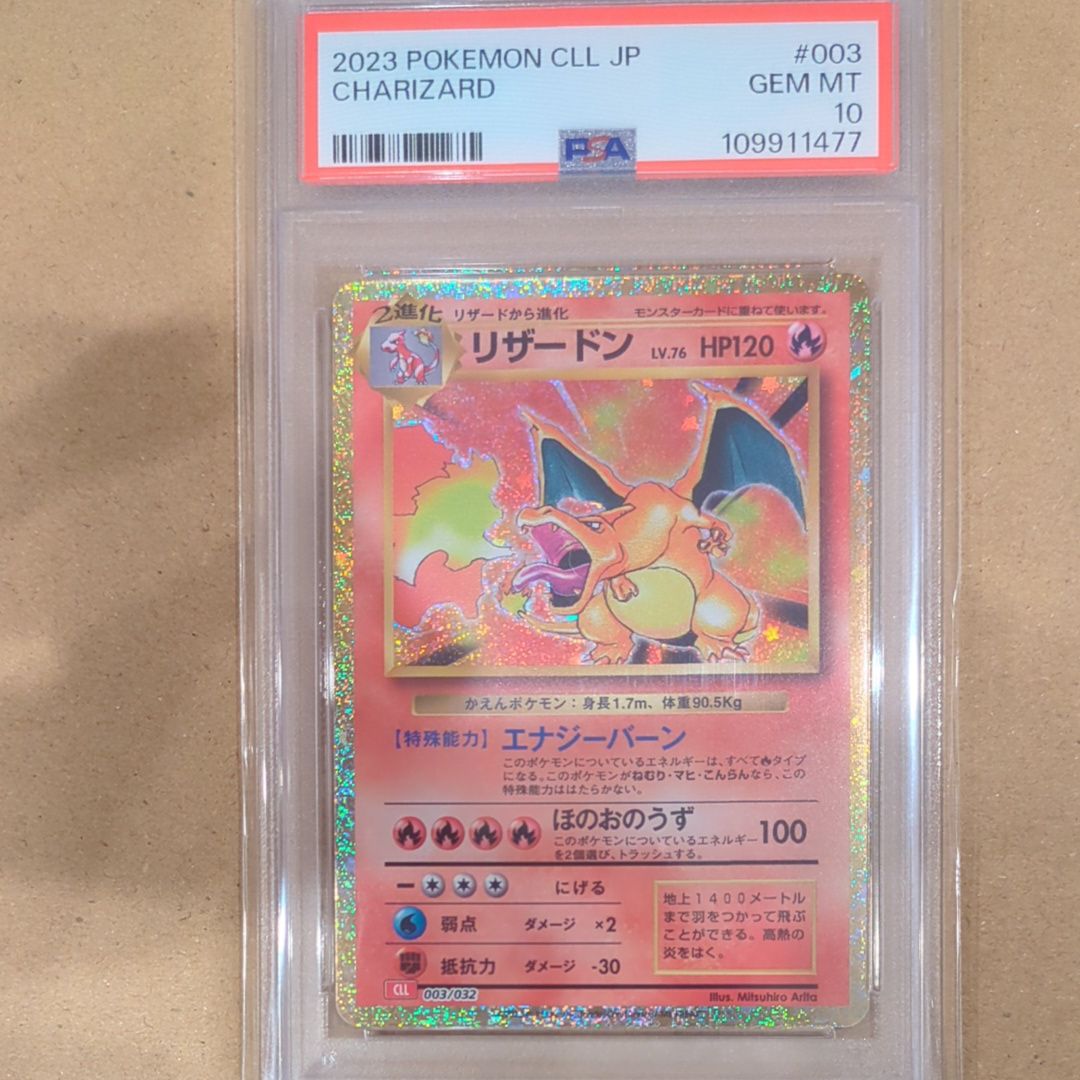 2023 POKEMON CLL JP #003
CHARIZARD GEM MT
10
PSA 109911477
2進化 リザードから進化 モンスターカードに重ねて使います。
リザードン LV.76 HP120
かえんポケモン：身長1.7m、体重90.5Kg
【特殊能力】エナジーバーン
このポケモンについているエネルギーは、すべてタイプ
になる。このポケモンがねむり・マヒ・こんらんなら、この
特殊能力ははたらかない。
ほのおのうず 100
このポケモンについているエネルギー
を2個選び、トラッシュする。
にげる
弱点 ダメージ ×2
抵抗力 ダメージ -30
地上1400メートル
まで羽をつかって飛ぶ
ことができる。高熱の
炎をはく。
CLL 003/032
Illus. Mitsuhiro Arita